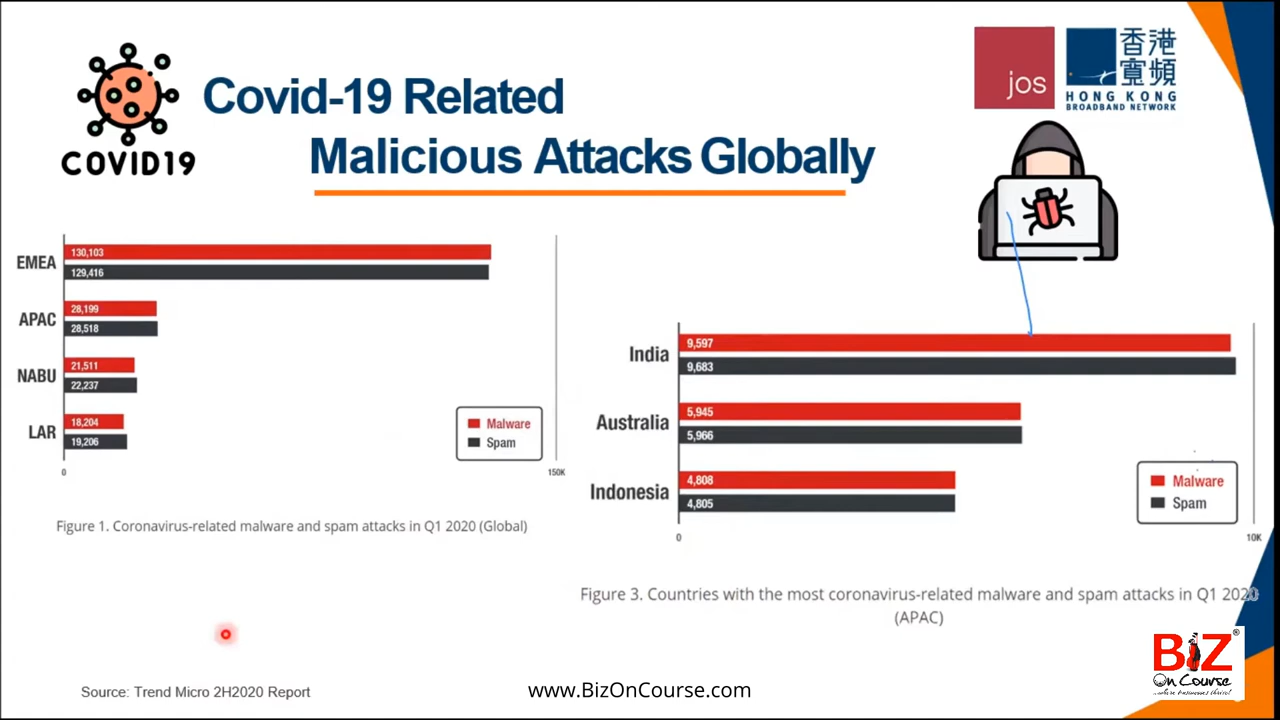 Covid-19 Related
Malicious Attacks Globally
COVID19
jos
香港
寬頻
HONG KONG
BROADBAND NETWORK
EMEA
130,103
129,416
APAC
28,199
28,518
NABU
21,511
22,237
LAR
18,204
19,206
Malware
Spam
0
150K
Figure 1. Coronavirus-related malware and spam attacks in Q1 2020 (Global)
India
9,597
9,683
Australia
5,945
5,966
Indonesia
4,808
4,805
Malware
Spam
0
10K
Figure 3. Countries with the most coronavirus-related malware and spam attacks in Q1 2020
(APAC)
Source: Trend Micro 2H2020 Report
www.BizOnCourse.com
BiZ®
On Course